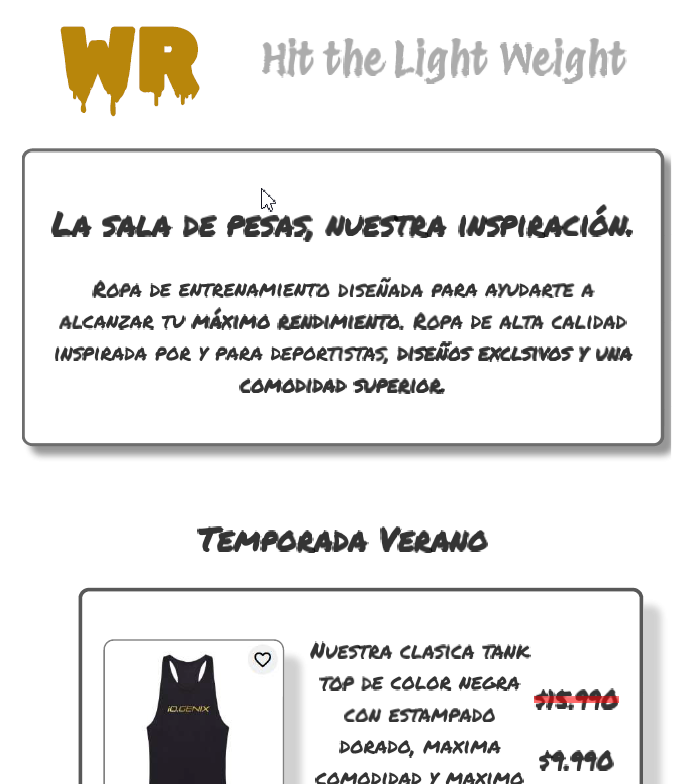 WR
Hit the Light Weight
La sala de pesas, nuestra inspiración.
Ropa de entrenamiento diseñada para ayudarte a
alcanzar tu máximo rendimiento. Ropa de alta calidad
inspirada por y para deportistas, diseños exclsivos y una
comodidad superior.
Temporada Verano
Nuestra clasica tank
top de color negra
con estampado
dorado, maxima
comodidad y maximo
$15.990
$9.990
IO.GENIX